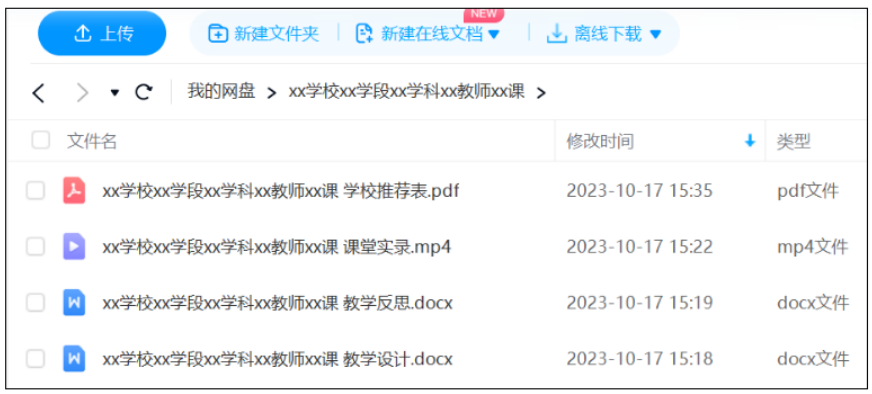 NEW
上传 新建文件夹 新建在线文档 离线下载
我的网盘 > xx学校xx学段xx学科xx教师xx课 >
文件名 修改时间 类型
xx学校xx学段xx学科xx教师xx课 学校推荐表.pdf 2023-10-17 15:35 pdf文件
xx学校xx学段xx学科xx教师xx课 课堂实录.mp4 2023-10-17 15:22 mp4文件
xx学校xx学段xx学科xx教师xx课 教学反思.docx 2023-10-17 15:19 docx文件
xx学校xx学段xx学科xx教师xx课 教学设计.docx 2023-10-17 15:18 docx文件